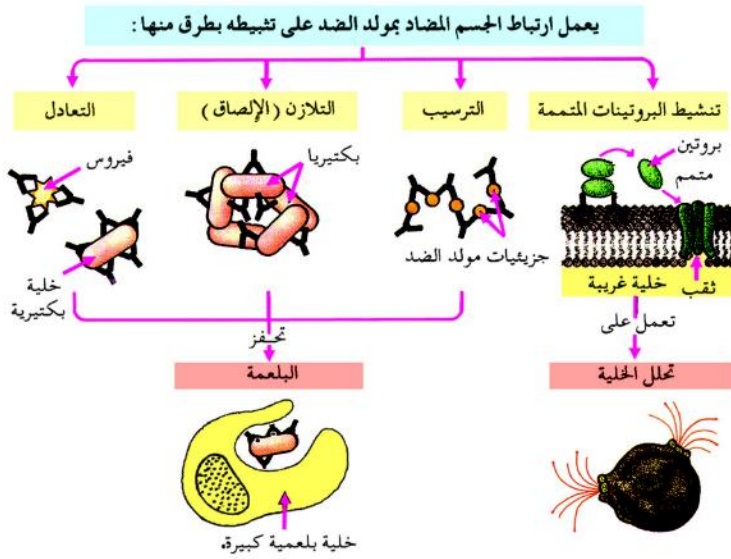 يعمل ارتباط الجسم المضاد بمولد الضد على تثبيطه بطرق منها :
تنشيط البروتينات المتممة
الترسيب
التلازن ( الإلصاق )
التعادل
بروتين
متمم
ثقب
خلية غريبة
جزيئيات مولد الضد
بكتيريا
فيروس
خلية
بكتيرية
تعمل على
تحفز
تحلل الخلية
البلعمة
خلية بلعمية كبيرة.